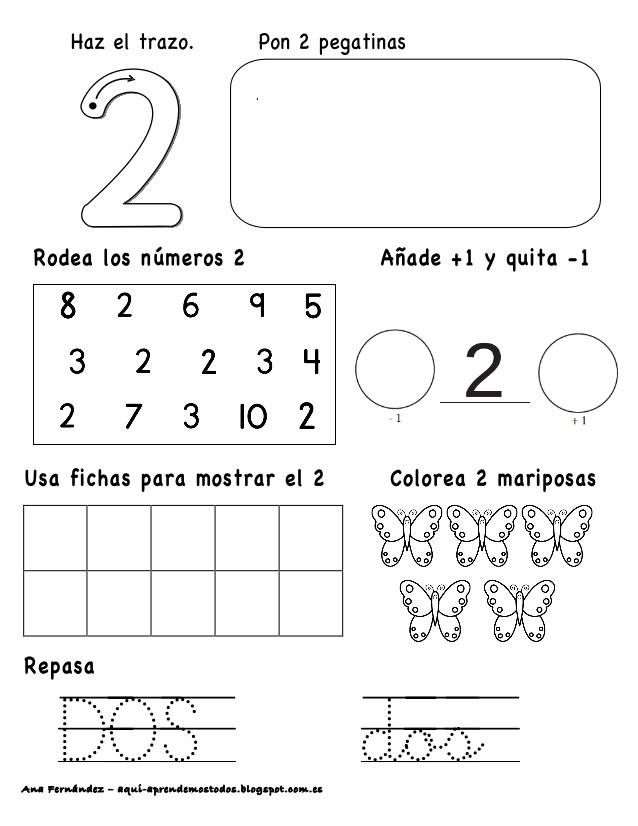 Haz el trazo.
Pon 2 pegatinas
2
Rodea los números 2
Añade +1 y quita -1
8 2 6 9 5
3 2 2 3 4
2 7 3 10 2
2
- 1
+ 1
Usa fichas para mostrar el 2
Colorea 2 mariposas
Repasa
DOS
dos
Ana Fernández – aqui-aprendemostodos.blogspot.com.es